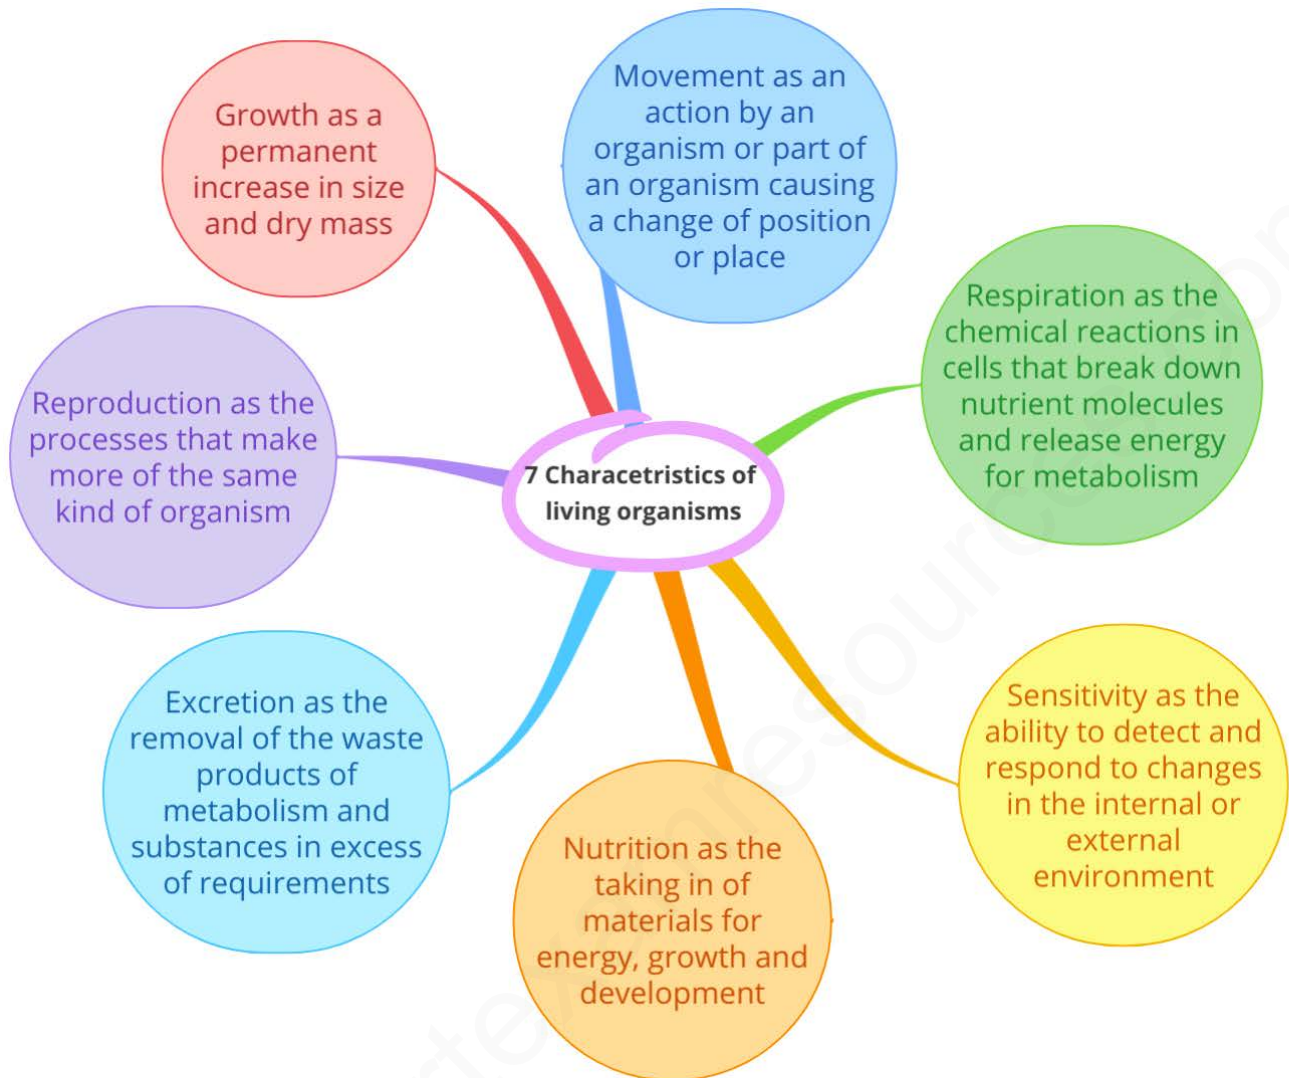 7 Characetristics of
living organisms
Movement as an
action by an
organism or part of
an organism causing
a change of position
or place
Respiration as the
chemical reactions in
cells that break down
nutrient molecules
and release energy
for metabolism
Sensitivity as the
ability to detect and
respond to changes
in the internal or
external
environment
Nutrition as the
taking in of
materials for
energy, growth and
development
Excretion as the
removal of the waste
products of
metabolism and
substances in excess
of requirements
Reproduction as the
processes that make
more of the same
kind of organism
Growth as a
permanent
increase in size
and dry mass